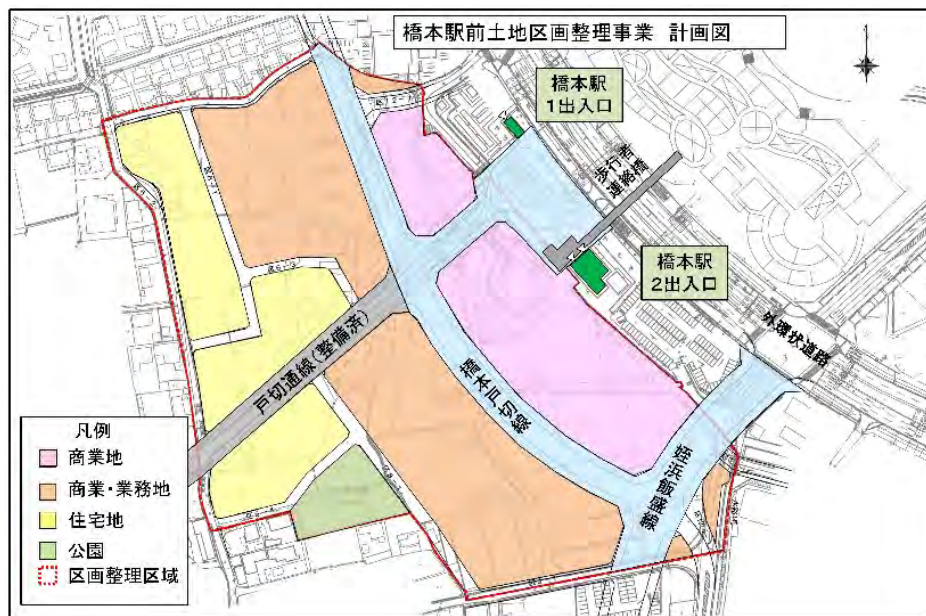 橋本駅前土地区画整理事業 計画図
橋本駅
1出入口
歩行者
連絡橋
橋本駅
2出入口
外環状道路
戸切通線(整備済)
橋本戸切線
姪浜飯盛線
凡例
商業地
商業・業務地
住宅地
公園
区画整理区域